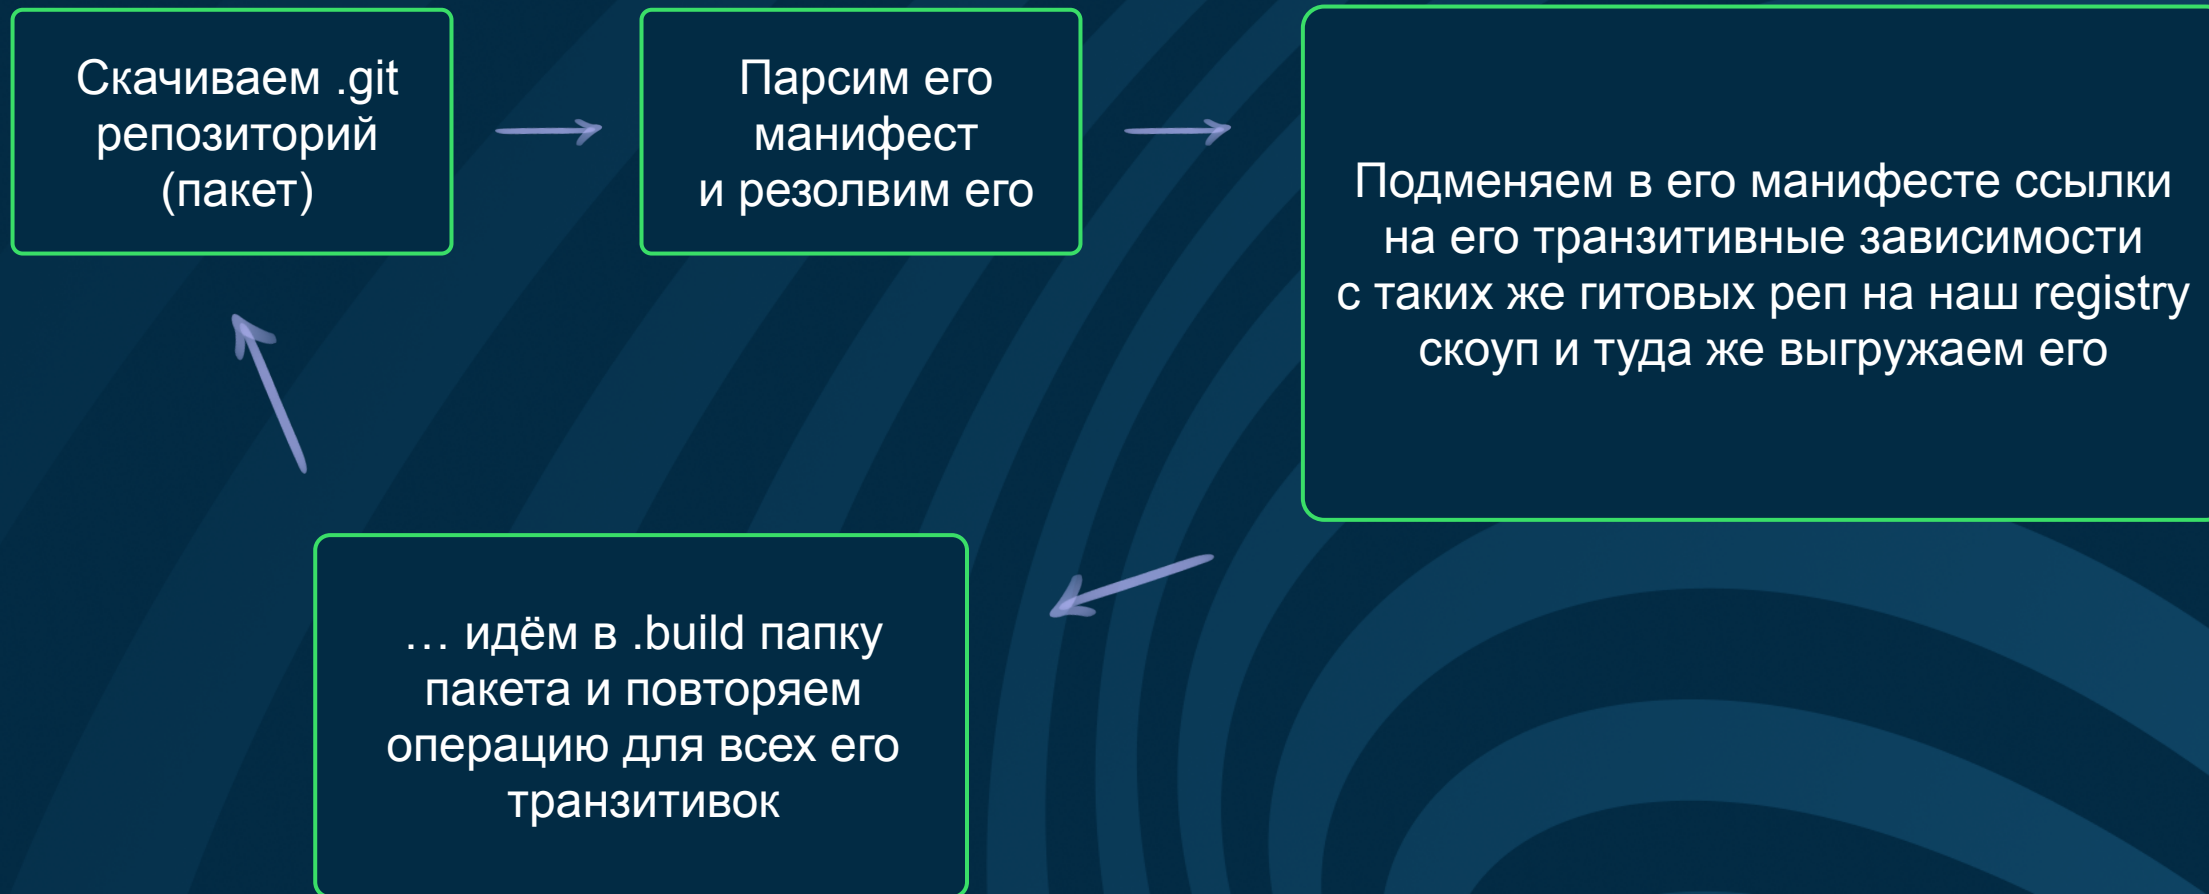 Скачиваем .git
репозиторий
(пакет)
Парсим его
манифест
и резолвим его
Подменяем в его манифесте ссылки
на его транзитивные зависимости
с таких же гитовых реп на наш registry
скоуп и туда же выгружаем его
… идём в .build папку
пакета и повторяем
операцию для всех его
транзитивок